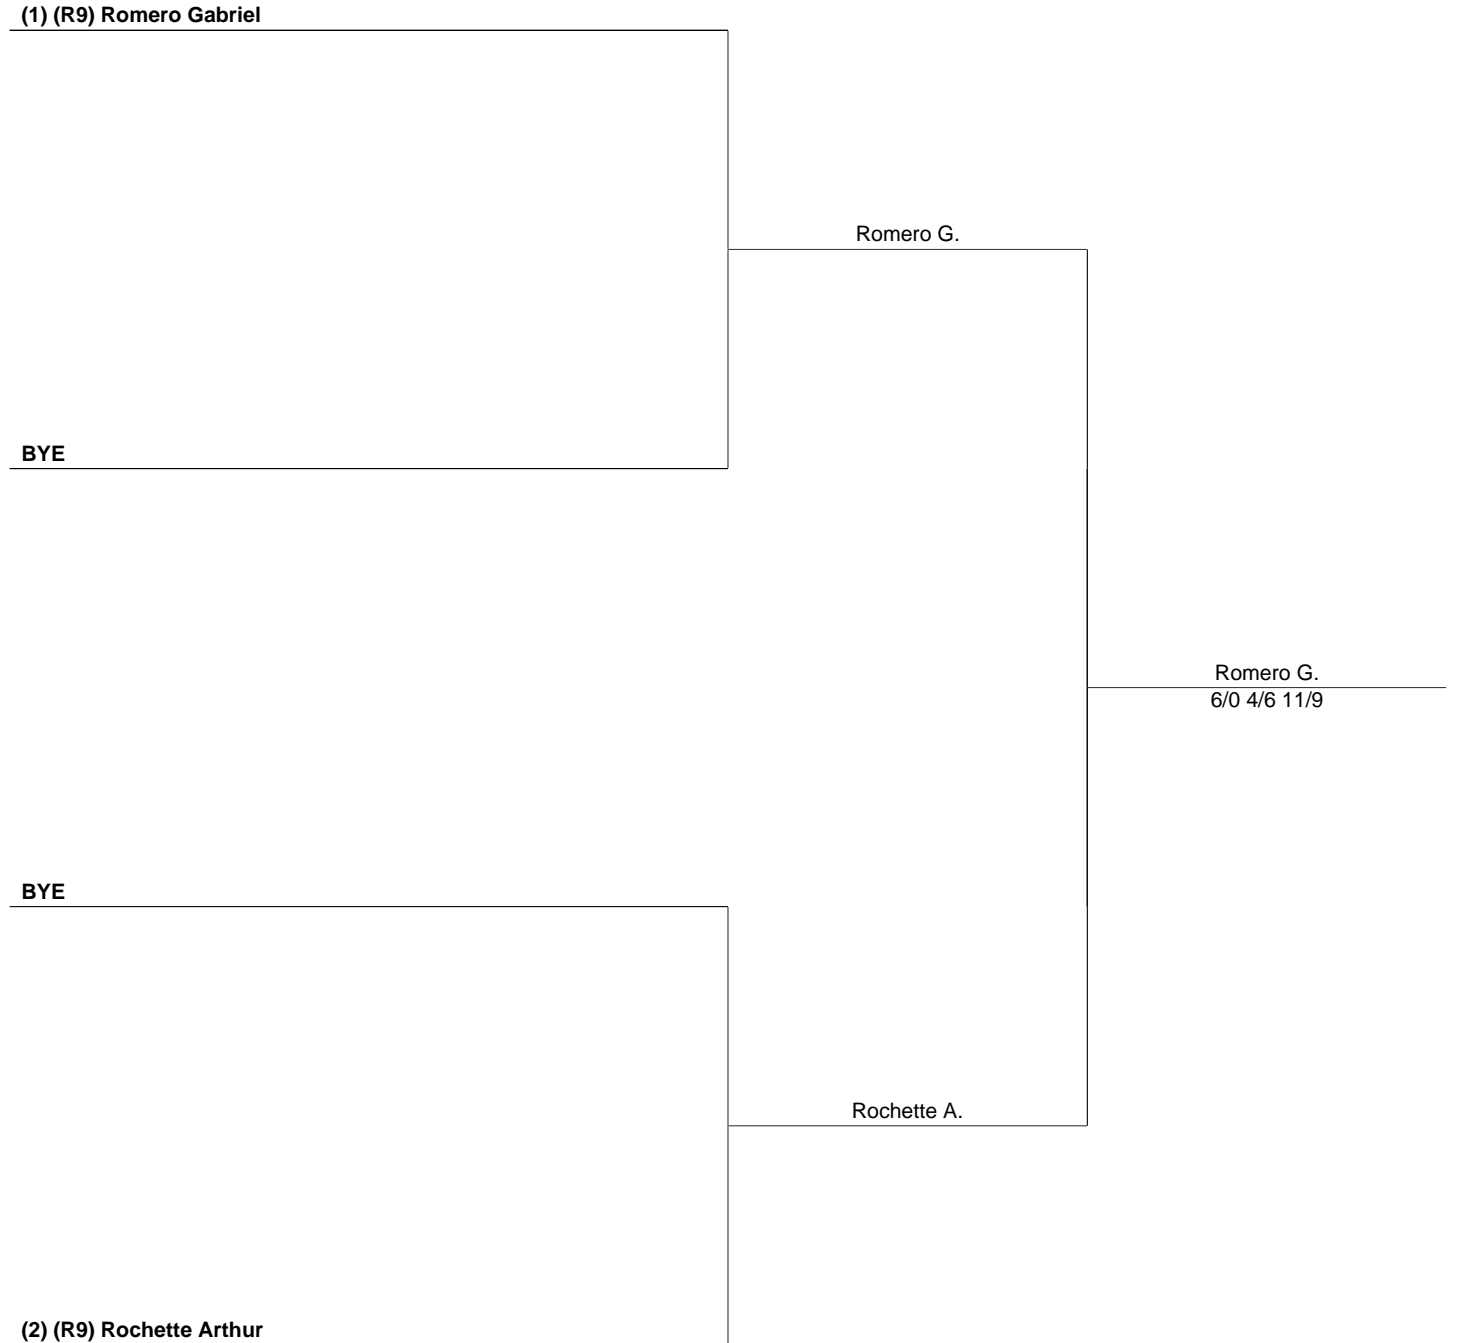 (1) (R9) Romero Gabriel
Romero G.
BYE
Romero G.
6/0 4/6 11/9
BYE
Rochette A.
(2) (R9) Rochette Arthur